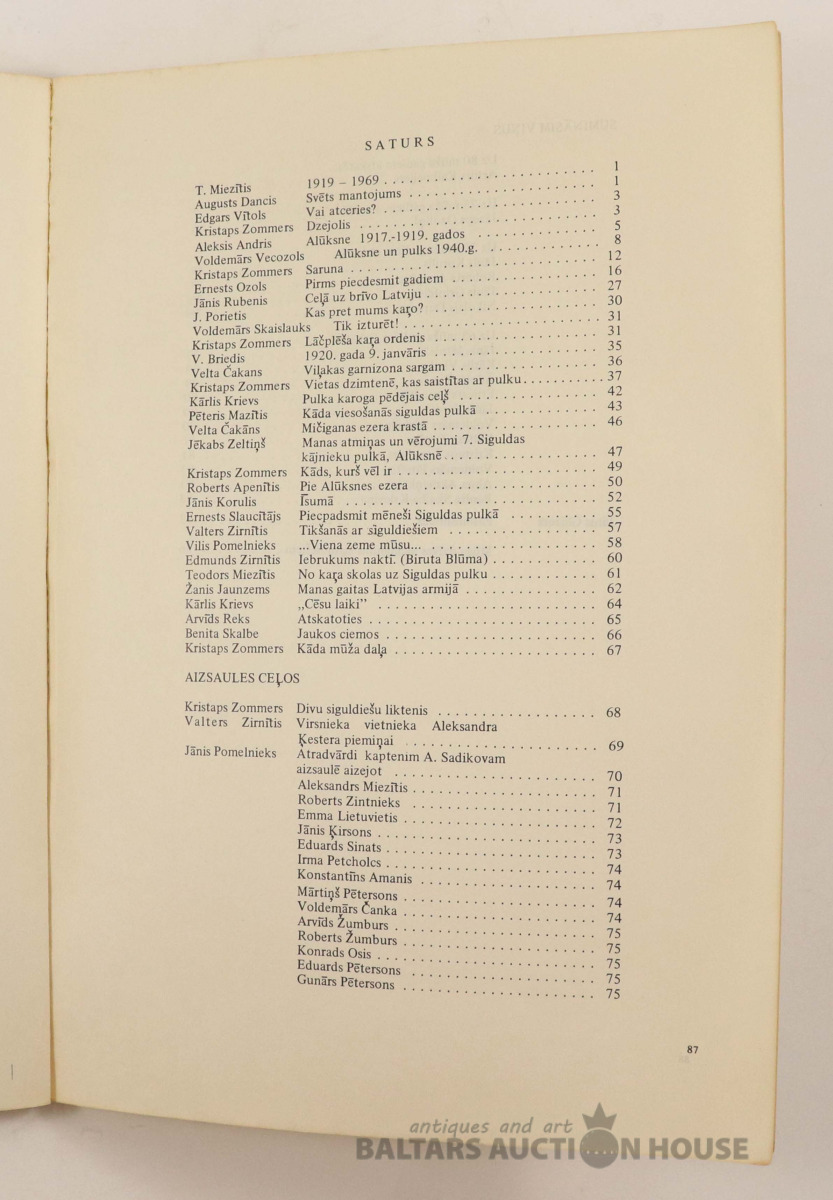 SATURS
T. Miezītis 1919 – 1969 . . . . . . . . . . . . . . . . . . . . . . . . 1
Augusts Dancis Svēts mantojums . . . . . . . . . . . . . . . . . . . . . 1
Edgars Vītols Vai atceries? . . . . . . . . . . . . . . . . . . . . . . . . 3
Kristaps Zommers Dzejolis . . . . . . . . . . . . . . . . . . . . . . . . . . . 3
Aleksis Andris Alūksne 1917.-1919. gados . . . . . . . . . . . . . . 5
Voldemārs Vecozols Alūksne un pulks 1940.g. . . . . . . . . . . . . 8
Kristaps Zommers Saruna . . . . . . . . . . . . . . . . . . . . . . . . . . . . 12
Ernests Ozols Pirms piecdesmit gadiem . . . . . . . . . . . . . . . . . 16
Jānis Rubenis Ceļā uz brīvo Latviju . . . . . . . . . . . . . . . . . . . 27
J. Porietis Kas pret mums kaŗo? . . . . . . . . . . . . . . . . . . 30
Voldemārs Skaislauks Tik izturēt! . . . . . . . . . . . . . . . . . . . . . . 31
Kristaps Zommers Lāčplēša kaŗa ordenis . . . . . . . . . . . . . . . . . . 31
V. Briedis 1920. gada 9. janvāris . . . . . . . . . . . . . . . . . . 35
Velta Čakans Viļakas garnizona sargam . . . . . . . . . . . . . . . . 36
Kristaps Zommers Vietas dzimtenē, kas saistītas ar pulku . . . . . . . . . . 37
Kārlis Krievs Pulka karoga pēdējais ceļš . . . . . . . . . . . . . . . 42
Pēteris Mazītis Kāda viesošanās siguldas pulkā . . . . . . . . . . . . 43
Velta Čakāns Mičiganas ezera krastā . . . . . . . . . . . . . . . . . . 46
Jēkabs Zeltiņš Manas atmiņas un vērojumi 7. Siguldas
kājnieku pulkā, Alūksnē . . . . . . . . . . . . . . . . . 47
Kristaps Zommers Kāds, kurš vēl ir . . . . . . . . . . . . . . . . . . . . . . 49
Roberts Apenītis Pie Alūksnes ezera . . . . . . . . . . . . . . . . . . . . 50
Jānis Korulis Īsumā . . . . . . . . . . . . . . . . . . . . . . . . . . . . 52
Ernests Slaucītājs Piecpadsmit mēneši Siguldas pulkā . . . . . . . . . . 55
Valters Zirnītis Tikšanās ar siguldiešiem . . . . . . . . . . . . . . . . 57
Vilis Pomelnieks ...Viena zeme mūsu... . . . . . . . . . . . . . . . . . . 58
Edmunds Zirnītis Iebrukums naktī. (Biruta Blūma) . . . . . . . . . . . . 60
Teodors Miezītis No kaŗa skolas uz Siguldas pulku . . . . . . . . . . . . 61
Žanis Jaunzems Manas gaitas Latvijas armijā . . . . . . . . . . . . . . . 62
Kārlis Krievs „Cēsu laiki” . . . . . . . . . . . . . . . . . . . . . . . . . 64
Arvīds Reks Atskatoties . . . . . . . . . . . . . . . . . . . . . . . . . . 65
Benita Skalbe Jaukos ciemos . . . . . . . . . . . . . . . . . . . . . . . . 66
Kristaps Zommers Kāda mūža daļa . . . . . . . . . . . . . . . . . . . . . . . 67
AIZSAULES CEĻOS
Kristaps Zommers Divu siguldiešu liktenis . . . . . . . . . . . . . . . . . . 68
Valters Zirnītis Virsnieka vietnieka Aleksandra
Ķestera piemiņai . . . . . . . . . . . . . . . . . . . . . . 69
Jānis Pomelnieks Atradvārdi kaptenim A. Sadikovam
aizsaulē aizejot . . . . . . . . . . . . . . . . . . . . . . . 70
Aleksandrs Miezītis . . . . . . . . . . . . . . . . . . . . . 71
Roberts Zintnieks . . . . . . . . . . . . . . . . . . . . . 71
Emma Lietuvietis . . . . . . . . . . . . . . . . . . . . . . 72
Jānis Ķirsons . . . . . . . . . . . . . . . . . . . . . . . . . 73
Eduards Sinats . . . . . . . . . . . . . . . . . . . . . . . . 73
Irma Petcholcs . . . . . . . . . . . . . . . . . . . . . . . . 74
Konstantīns Amanis . . . . . . . . . . . . . . . . . . . . 74
Mārtiņš Pētersons . . . . . . . . . . . . . . . . . . . . . . 74
Voldemārs Čanka . . . . . . . . . . . . . . . . . . . . . . 74
Arvīds Žumburs . . . . . . . . . . . . . . . . . . . . . . . 75
Roberts Žumburs . . . . . . . . . . . . . . . . . . . . . . 75
Konrads Osis . . . . . . . . . . . . . . . . . . . . . . . . . 75
Eduards Pētersons . . . . . . . . . . . . . . . . . . . . . 75
Gunārs Pētersons . . . . . . . . . . . . . . . . . . . . . . 75
87
antiques and art
BALTARS AUCTION HOUSE